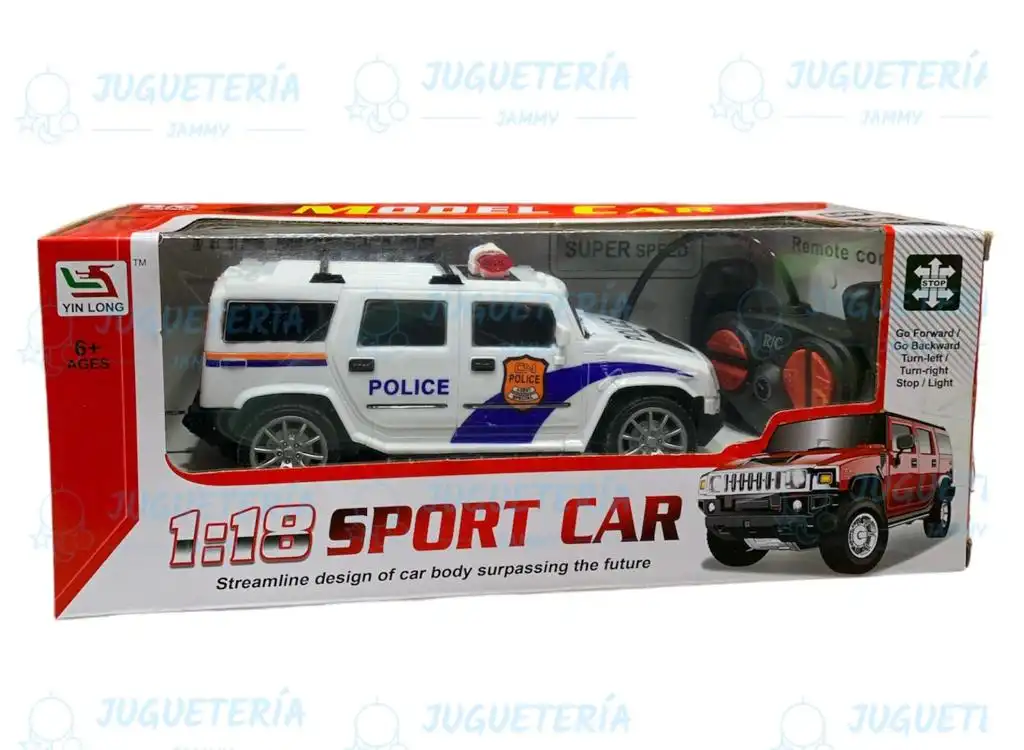 JUGUETERÍA
JAMMY
JUGUETERÍA
JAMMY
JUGUETERÍA
JAMMY
R/C
MODEL CAR
YIN LONG
TM
6+
AGES
SUPER SPEED
Remote con
R/C
STOP
Go Forward /
Go Backward
Turn-left /
Turn-right
Stop / Light
POLICE
POLICE
1:18 SPORT CAR
Streamline design of car body surpassing the future
JUGUETERÍA
JUGUETERÍA
JUGUETERÍA